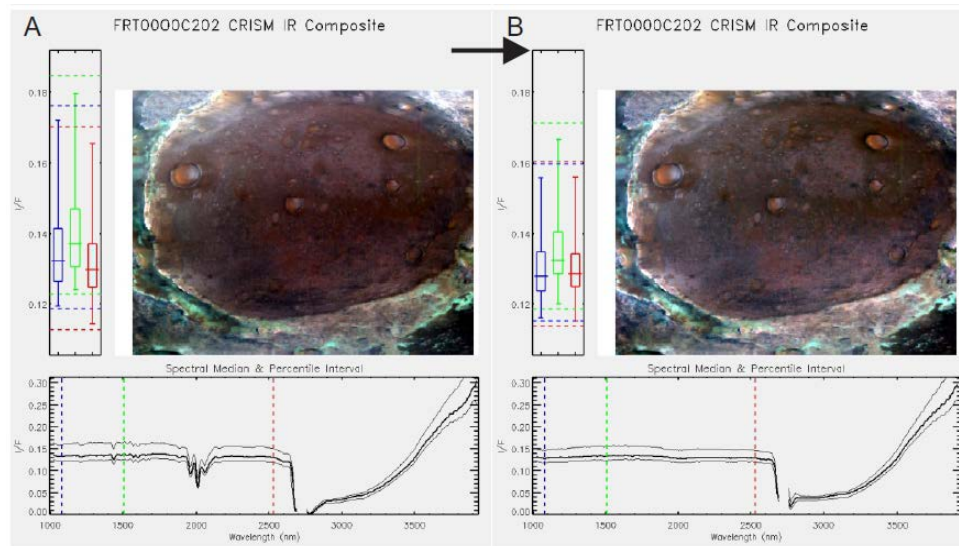 A
FRT0000C202 CRISM IR Composite
0.18
0.16
0.14
0.12
I/F
Spectral Median & Percentile Interval
0.30
0.25
0.20
0.15
0.10
0.05
0.00
I/F
1000
1500
2000
2500
3000
3500
Wavelength (nm)
B
FRT0000C202 CRISM IR Composite
0.18
0.16
0.14
0.12
I/F
Spectral Median & Percentile Interval
0.30
0.25
0.20
0.15
0.10
0.05
0.00
I/F
1000
1500
2000
2500
3000
3500
Wavelength (nm)